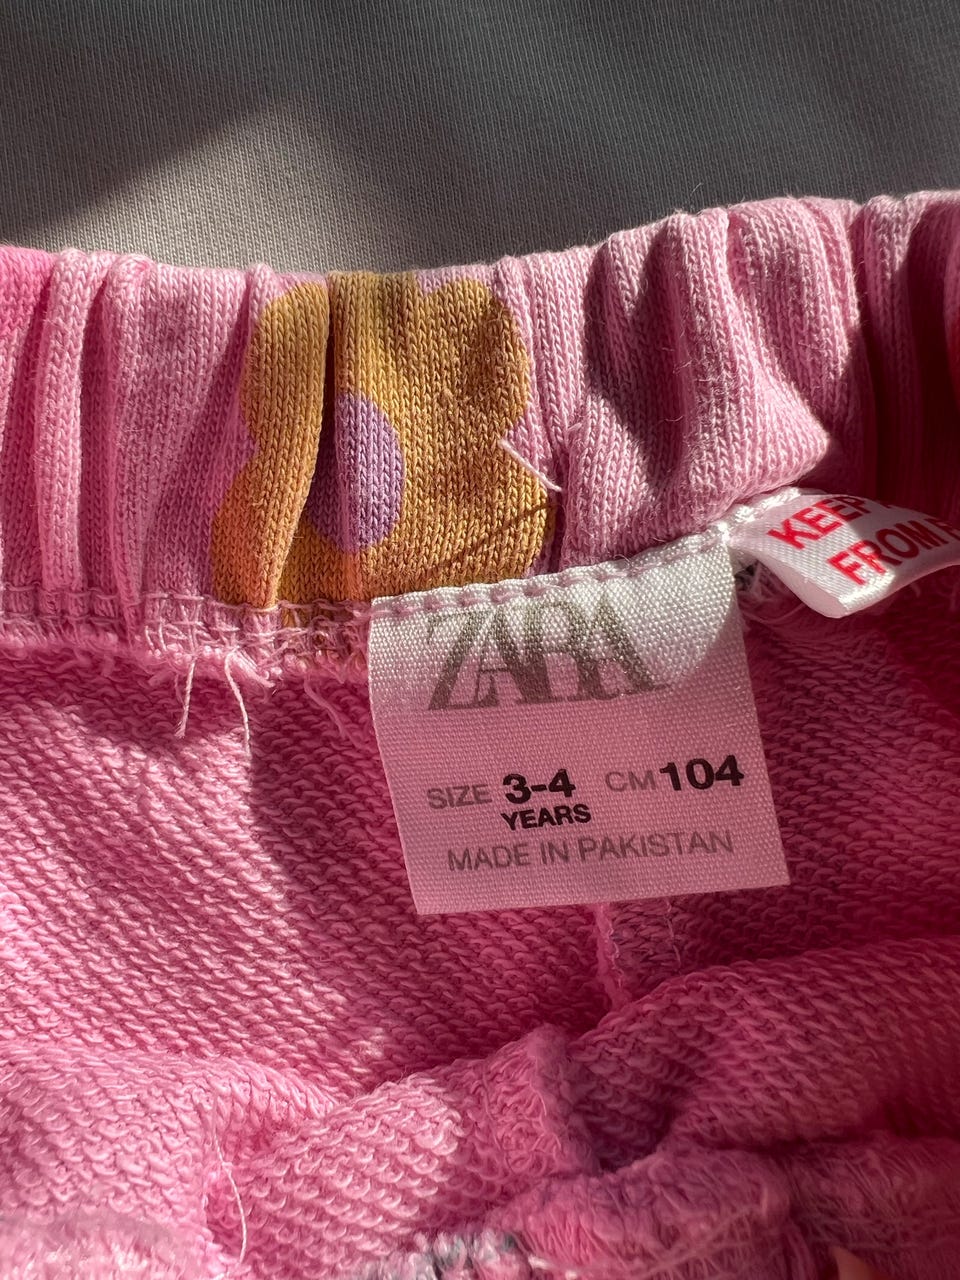 ZARA
SIZE 3-4 CM 104
YEARS
MADE IN PAKISTAN
KEEP
FROM